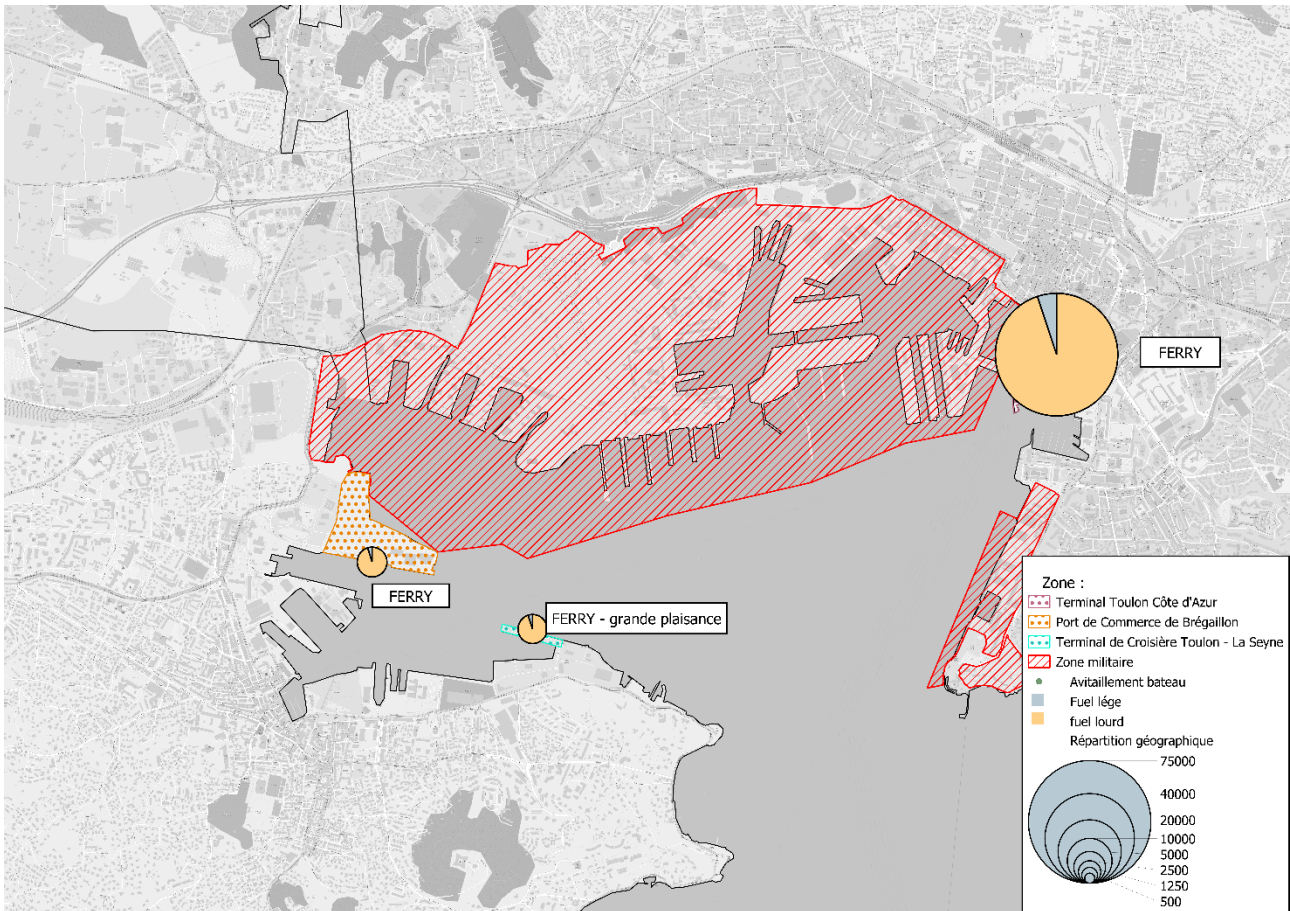 FERRY
FERRY
FERRY - grande plaisance
Zone :
Terminal Toulon Côte d'Azur
Port de Commerce de Brégaillon
Terminal de Croisière Toulon - La Seyne
Zone militaire
Avitaillement bateau
Fuel lége
fuel lourd
Répartition géographique
75000
40000
20000
10000
5000
2500
1250
500